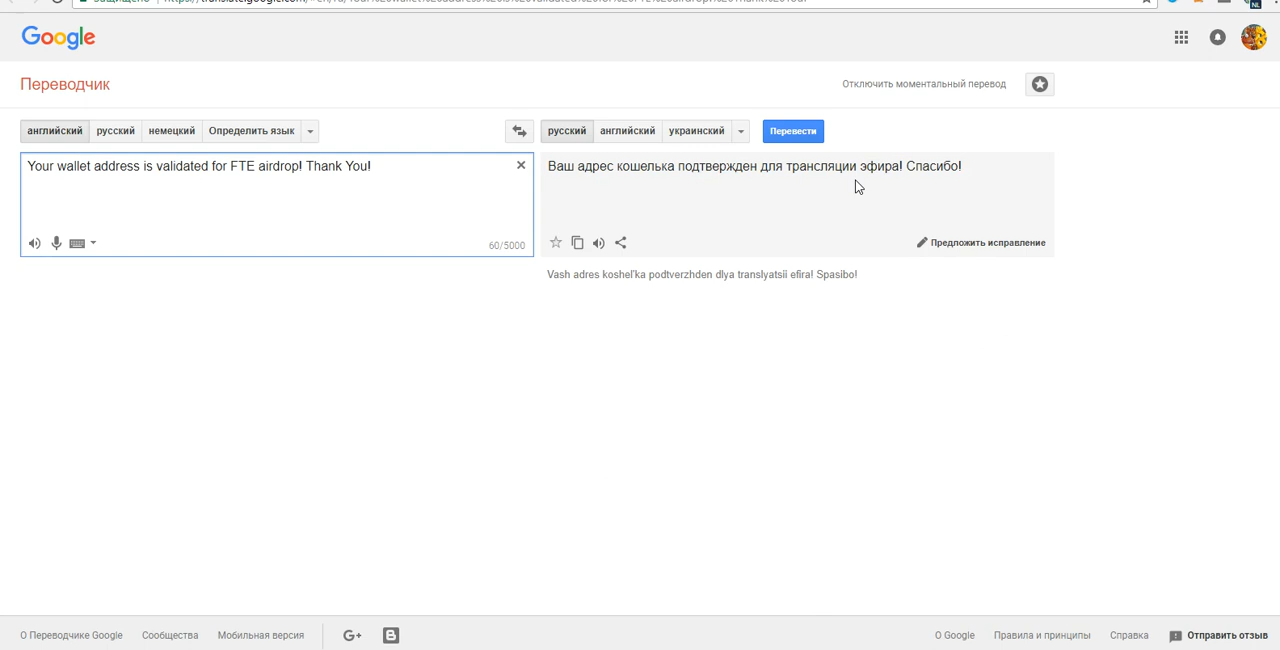 Google
Переводчик
Отключить моментальный перевод
английский русский немецкий Определить язык
русский английский украинский Перевести
Your wallet address is validated for FTE airdrop! Thank You!
Ваш адрес кошелька подтвержден для трансляции эфира! Спасибо!
60/5000
Предложить исправление
Vash adres koshel'ka podtverzhden dlya translyatsii efira! Spasibo!
О Переводчике Google Сообщества Мобильная версия G+ B
О Google Правила и принципы Справка Отправить отзыв